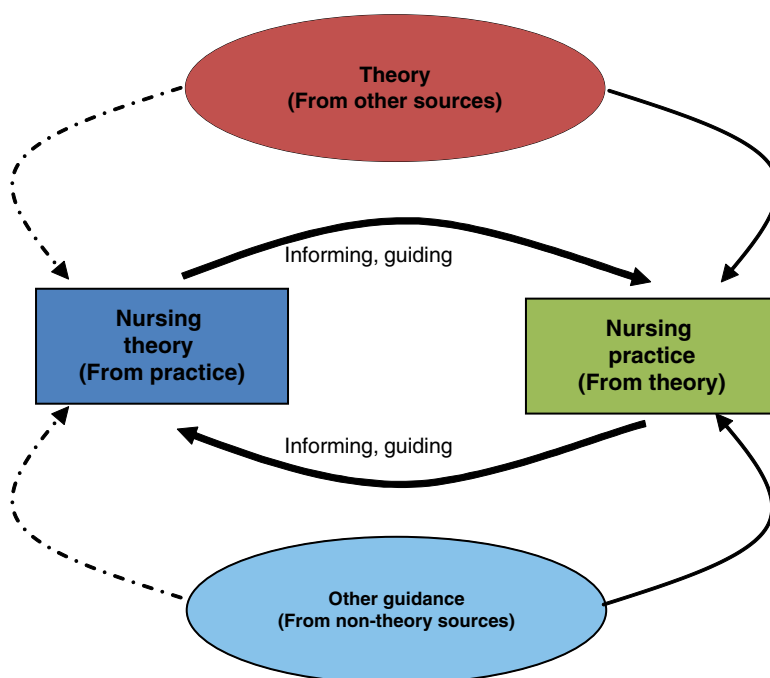 Theory
(From other sources)
Informing, guiding
Nursing
theory
(From practice)
Nursing
practice
(From theory)
Informing, guiding
Other guidance
(From non-theory sources)